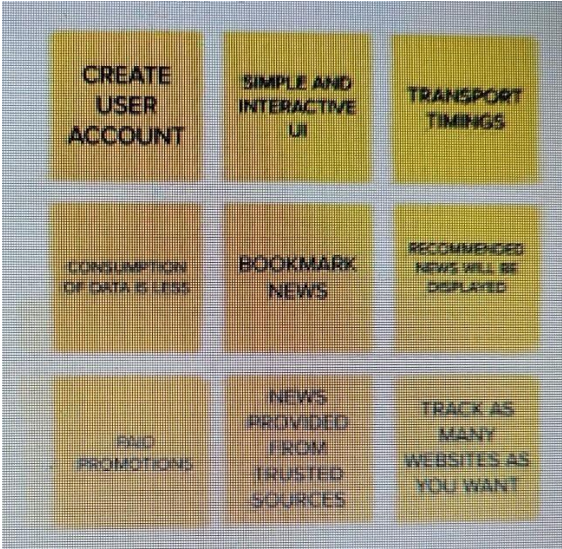 CREATE
USER
ACCOUNT
SIMPLE AND
INTERACTIVE
UI
TRANSPORT
TIMINGS
CONSUMPTION
OF DATA IS LESS
BOOKMARK
NEWS
RECOMMENDED
NEWS WILL BE
DISPLAYED
PAID
PROMOTIONS
NEWS
PROVIDED
FROM
TRUSTED
SOURCES
TRACK AS
MANY
WEBSITES AS
YOU WANT